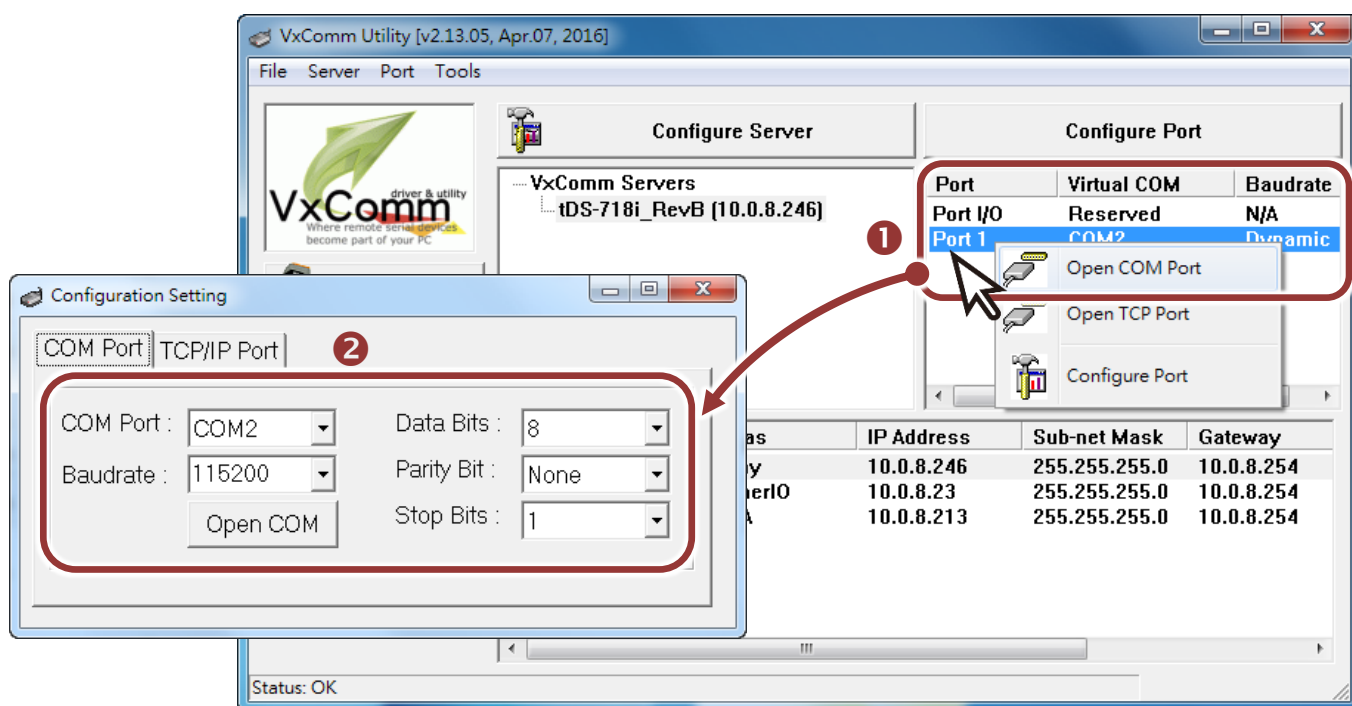 VxComm Utility [v2.13.05, Apr.07, 2016]
File Server Port Tools
VxComm
driver & utility
Where remote serial devices
become part of your PC
Configure Server
Configure Port
VxComm Servers
tDS-718i_RevB (10.0.8.246)
Port Virtual COM Baudrate
Port I/O Reserved N/A
Port 1 COM2 Dynamic
1
Open COM Port
Open TCP Port
Configure Port
Configuration Setting
COM Port TCP/IP Port
2
COM Port : COM2 Data Bits : 8
Baudrate : 115200 Parity Bit : None
Open COM Stop Bits : 1
as IP Address Sub-net Mask Gateway
y 10.0.8.246 255.255.255.0 10.0.8.254
nerIO 10.0.8.23 255.255.255.0 10.0.8.254
10.0.8.213 255.255.255.0 10.0.8.254
Status: OK